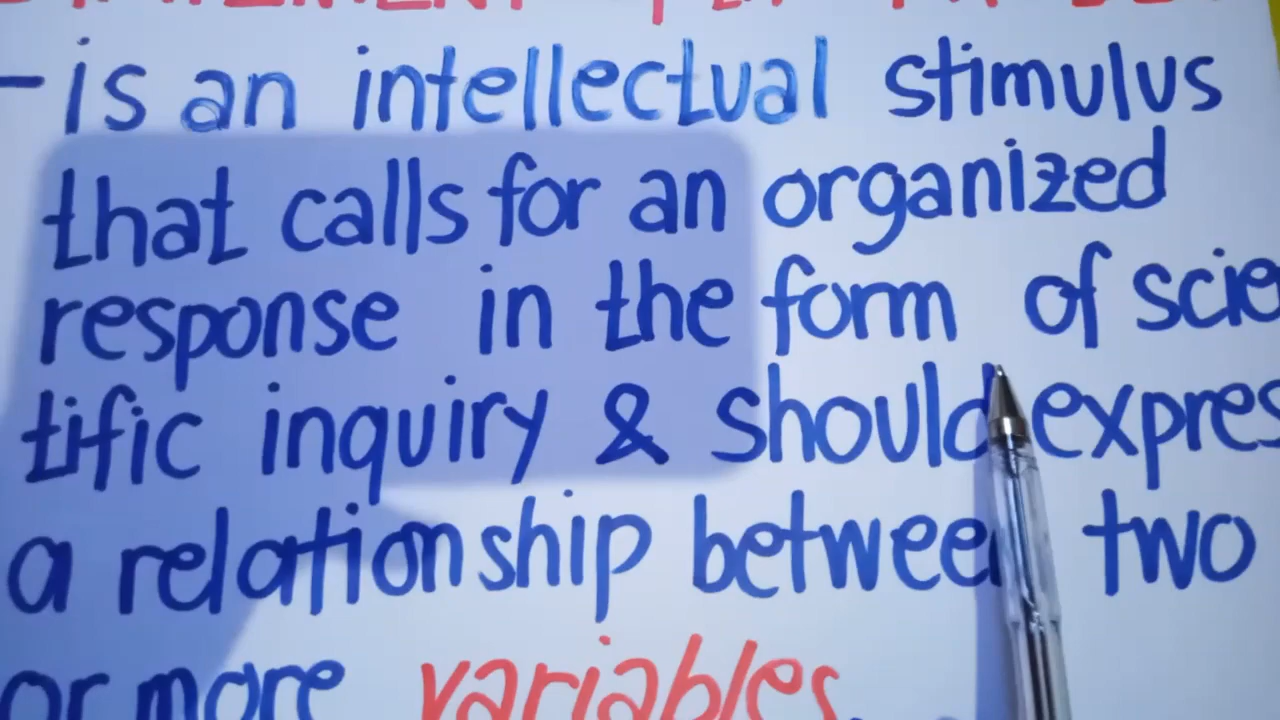 - is an intellectual stimulus
that calls for an organized
response in the form of scie
tific inquiry & should expres
a relationship between two
or more variables.